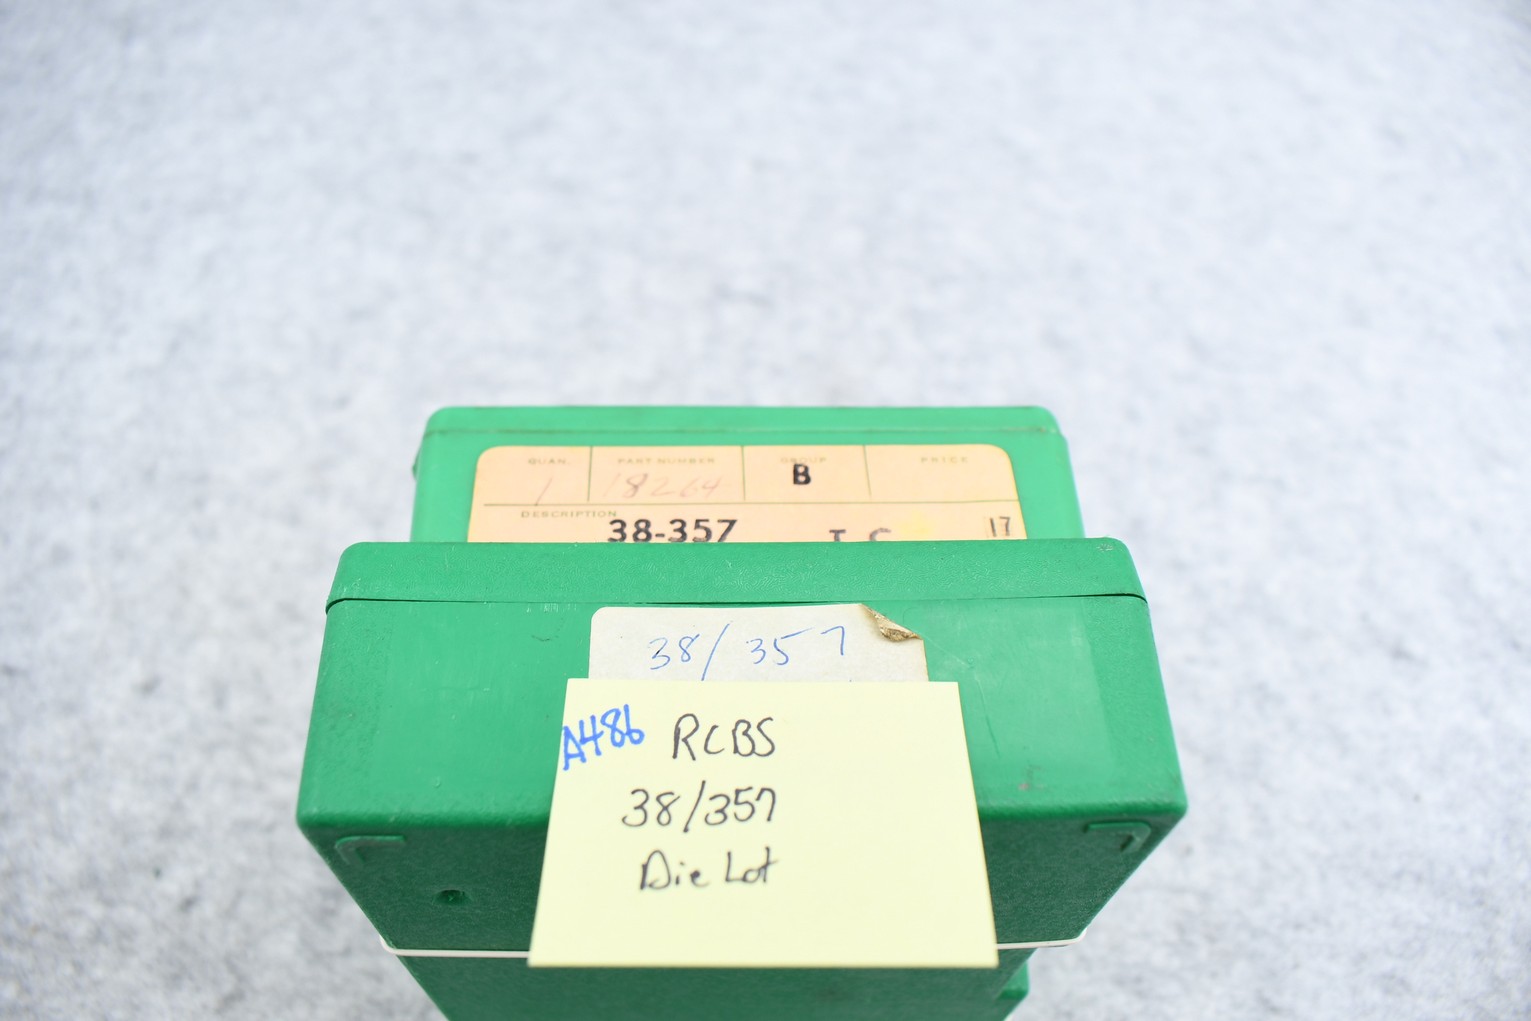 QUAN. PART NUMBER GROUP PRICE
1 18264 B
DESCRIPTION
38-357 17
38/357
A486 RCBS
38/357
Die Lot